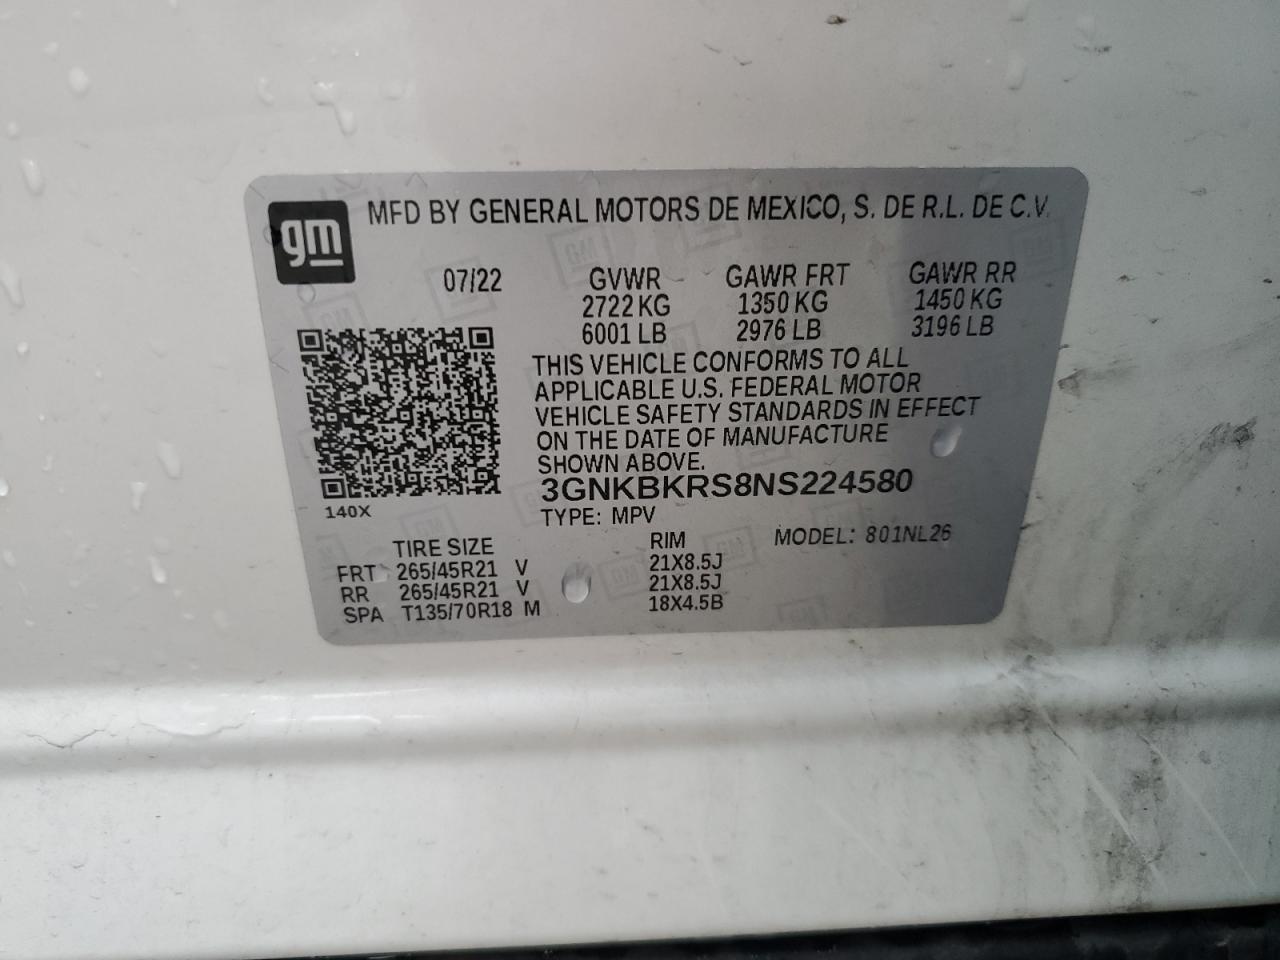 gm
MFD BY GENERAL MOTORS DE MEXICO, S. DE R.L. DE C.V.
07/22 GVWR GAWR FRT GAWR RR
2722 KG 1350 KG 1450 KG
6001 LB 2976 LB 3196 LB
THIS VEHICLE CONFORMS TO ALL
APPLICABLE U.S. FEDERAL MOTOR
VEHICLE SAFETY STANDARDS IN EFFECT
ON THE DATE OF MANUFACTURE
SHOWN ABOVE.
3GNKBKRS8NS224580
140X
TYPE: MPV
MODEL: 801NL26
TIRE SIZE RIM
FRT 265/45R21 V 21X8.5J
RR 265/45R21 V 21X8.5J
SPA T135/70R18 M 18X4.5B